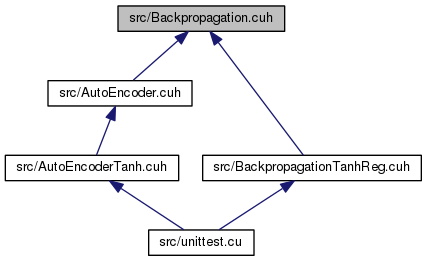 src/Backpropagation.cuh
src/AutoEncoder.cuh
src/AutoEncoderTanh.cuh
src/BackpropagationTanhReg.cuh
src/unittest.cu